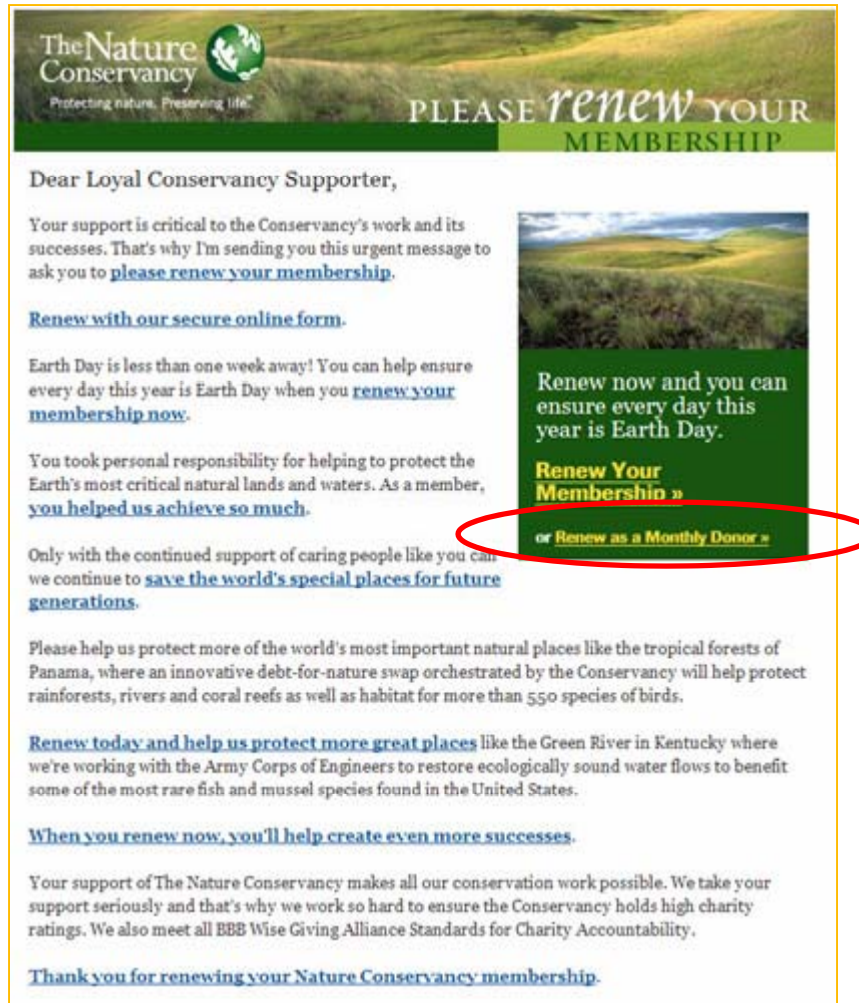 The Nature
Conservancy
Protecting nature. Preserving life.™
PLEASE renew YOUR
MEMBERSHIP
Dear Loyal Conservancy Supporter,
Your support is critical to the Conservancy's work and its
successes. That's why I'm sending you this urgent message to
ask you to please renew your membership.
Renew with our secure online form.
Earth Day is less than one week away! You can help ensure
every day this year is Earth Day when you renew your
membership now.
You took personal responsibility for helping to protect the
Earth's most critical natural lands and waters. As a member,
you helped us achieve so much.
Only with the continued support of caring people like you can
we continue to save the world's special places for future
generations.
Renew now and you can
ensure every day this
year is Earth Day.
Renew Your
Membership »
or Renew as a Monthly Donor »
Please help us protect more of the world's most important natural places like the tropical forests of
Panama, where an innovative debt-for-nature swap orchestrated by the Conservancy will help protect
rainforests, rivers and coral reefs as well as habitat for more than 550 species of birds.
Renew today and help us protect more great places like the Green River in Kentucky where
we're working with the Army Corps of Engineers to restore ecologically sound water flows to benefit
some of the most rare fish and mussel species found in the United States.
When you renew now, you'll help create even more successes.
Your support of The Nature Conservancy makes all our conservation work possible. We take your
support seriously and that's why we work so hard to ensure the Conservancy holds high charity
ratings. We also meet all BBB Wise Giving Alliance Standards for Charity Accountability.
Thank you for renewing your Nature Conservancy membership.